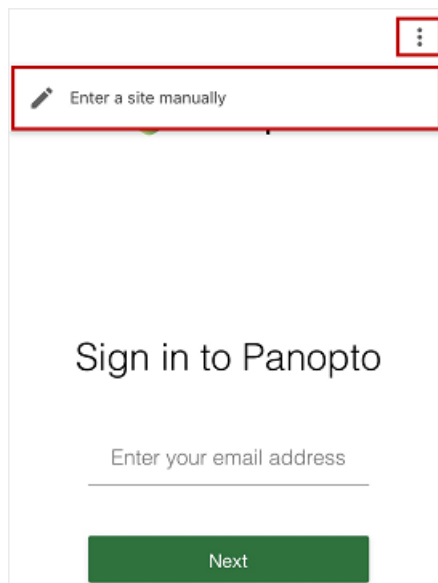 Enter a site manually
Sign in to Panopto
Enter your email address
Next